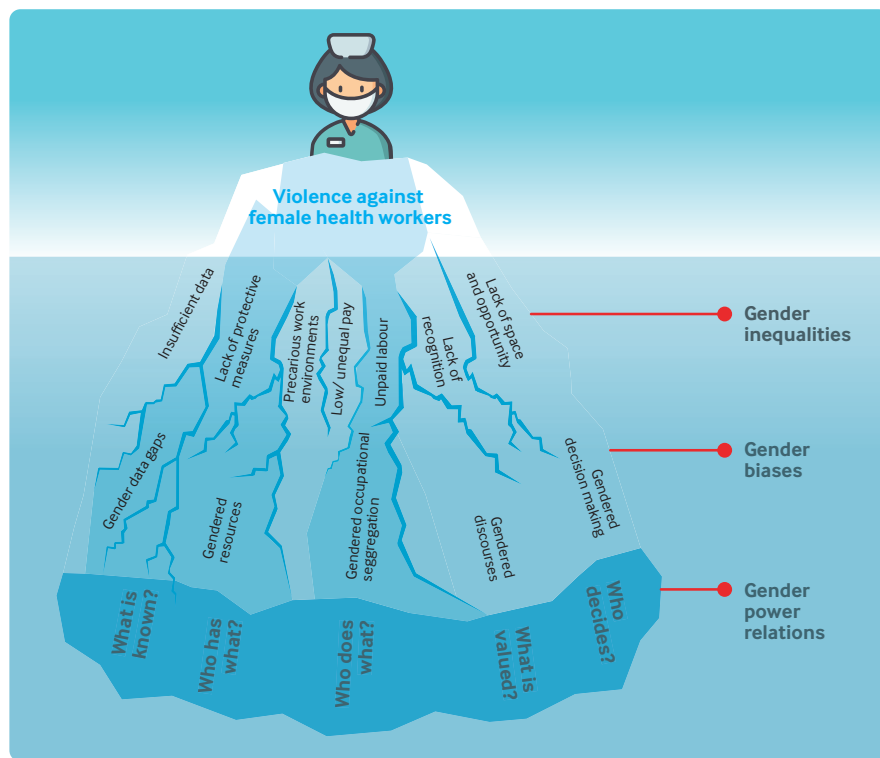 Violence against
female health workers
Insufficient data
Lack of protective
measures
Precarious work
environments
Low/ unequal pay
Unpaid labour
Lack of
recognition
Lack of space
and opportunity
Gender
inequalities
Gender data gaps
Gendered
resources
Gendered occupational
seggregation
Gendered
discourses
Gendered
decision making
Gender
biases
What is
known?
Who has
what?
Who does
what?
What is
valued?
Who
decides?
Gender
power
relations